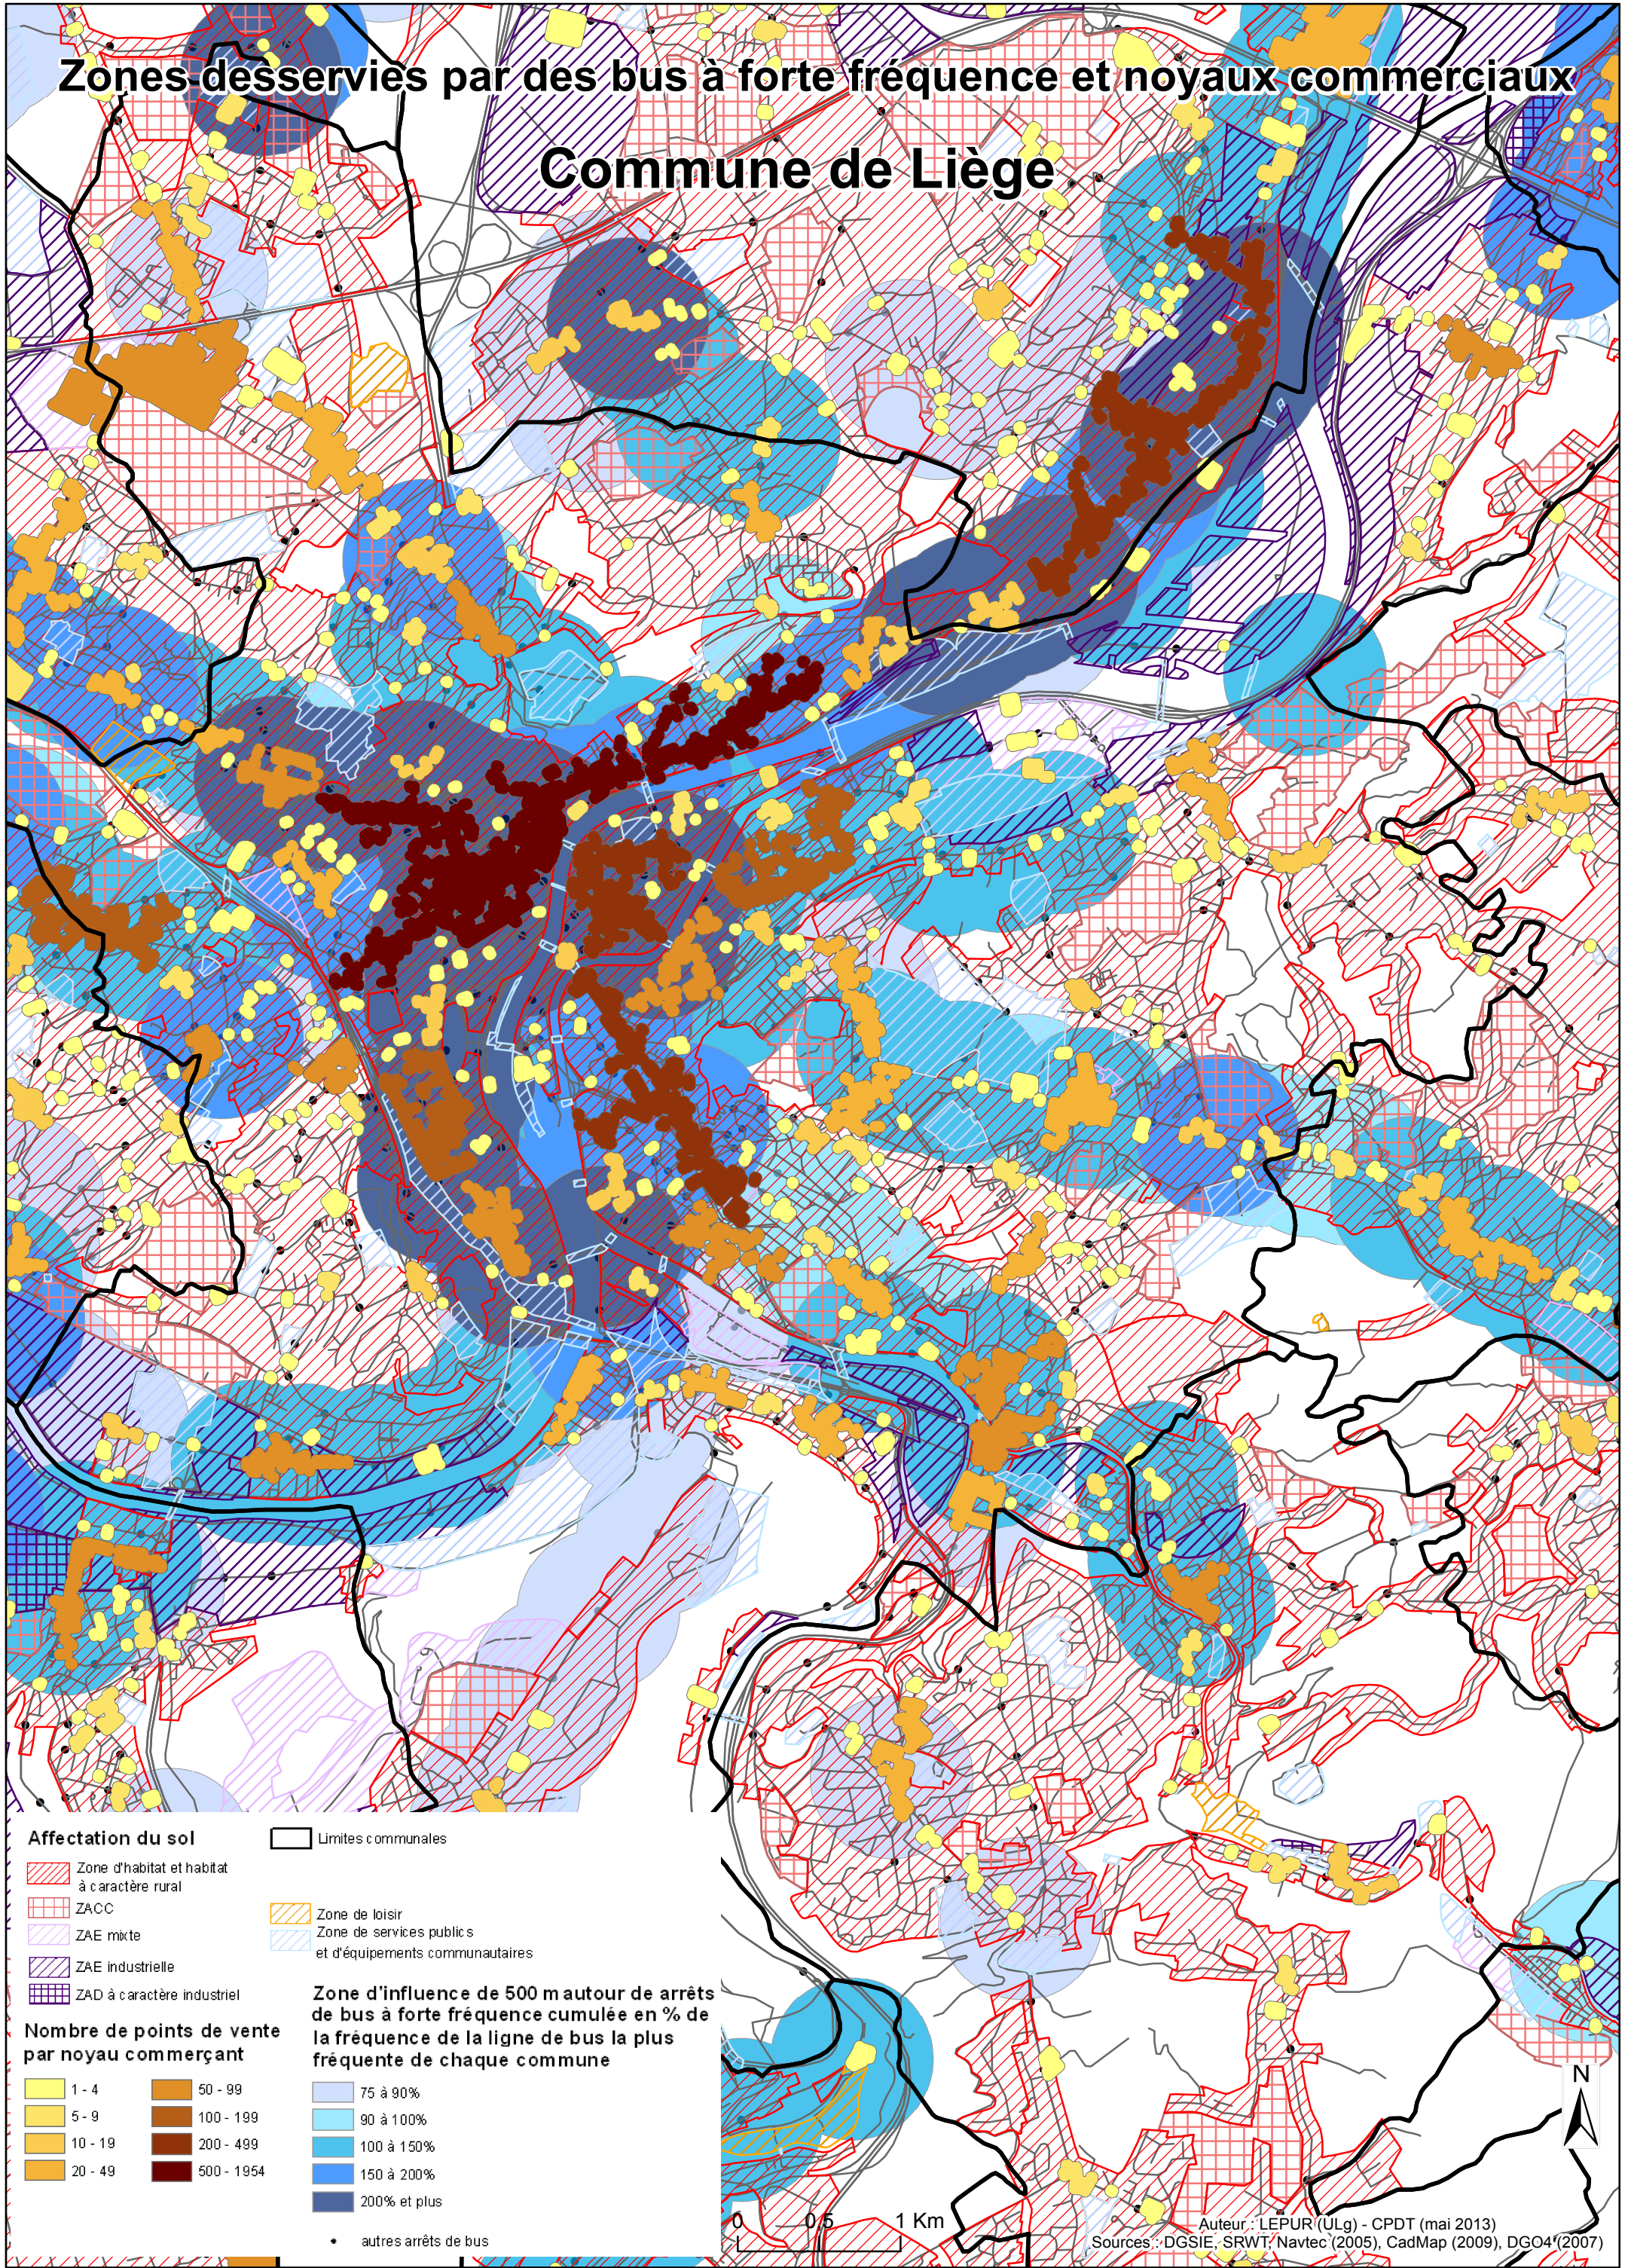 Zones desservies par des bus à forte fréquence et noyaux commerciaux
Commune de Liège
Affectation du sol
Zone d'habitat et habitat
à caractère rural
ZACC
ZAE mixte
ZAE industrielle
ZAD à caractère industriel
Limites communales
Zone de loisir
Zone de services publics
et d'équipements communautaires
Nombre de points de vente
par noyau commerçant
1 - 4
5 - 9
10 - 19
20 - 49
50 - 99
100 - 199
200 - 499
500 - 1954
Zone d'influence de 500 m autour de arrêts
de bus à forte fréquence cumulée en % de
la fréquence de la ligne de bus la plus
fréquente de chaque commune
75 à 90%
90 à 100%
100 à 150%
150 à 200%
200% et plus
autres arrêts de bus
0 0,5 1 Km
N
Auteur : LEPUR (ULg) - CPDT (mai 2013)
Sources : DGSIE, SRWT, Navtec (2005), CadMap (2009), DGO4 (2007)